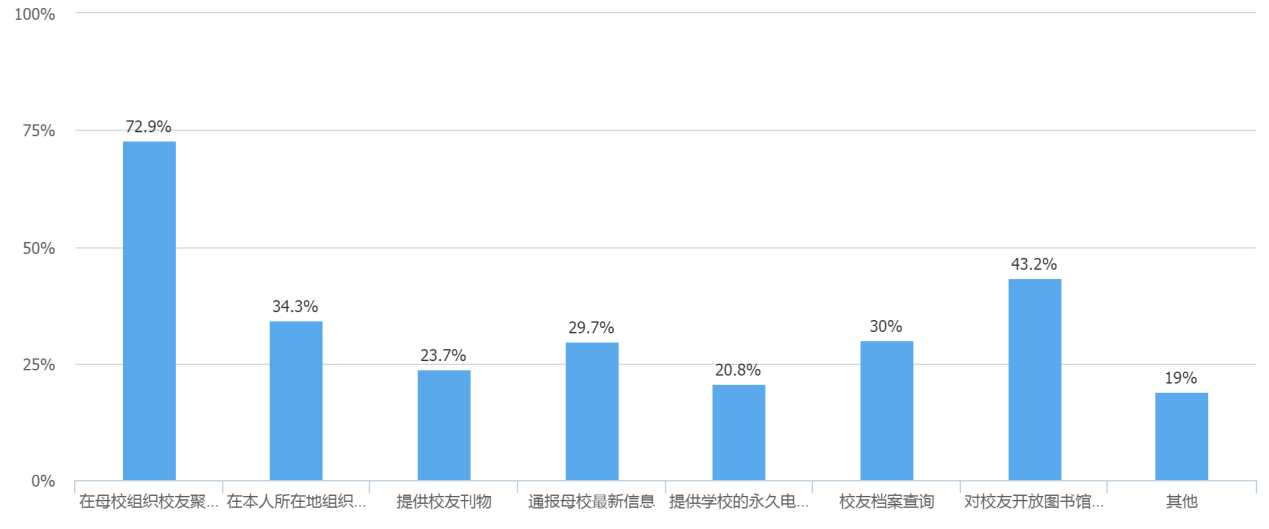 100%
75%
50%
25%
0%
72.9%
34.3%
23.7%
29.7%
20.8%
30%
43.2%
19%
在母校组织校友聚...
在本人所在地组织...
提供校友刊物
通报母校最新信息
提供学校的永久电...
校友档案查询
对校友开放图书馆...
其他